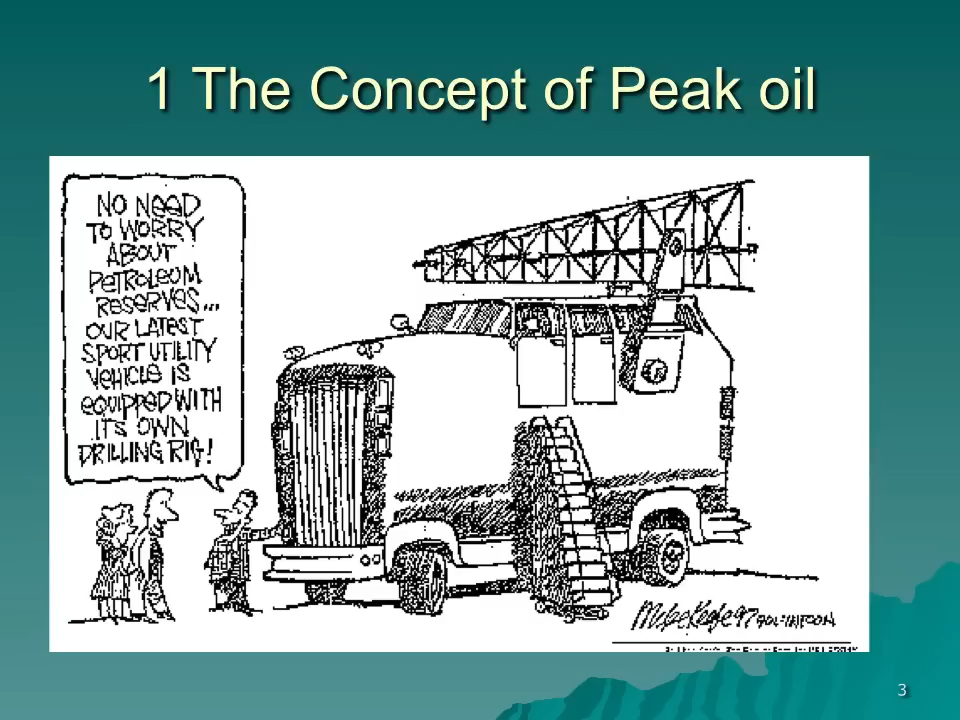 1 The Concept of Peak oil
NO NEED
TO WORRY
ABOUT
PETROLEUM
RESERVES...
OUR LATEST
SPORT UTILITY
VEHICLE IS
EQUIPPED WITH
ITS OWN
DRILLING RIG!
97
3